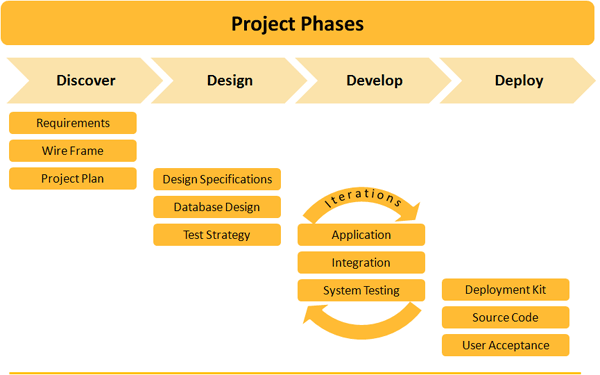 Project Phases
Discover
Design
Develop
Deploy
Requirements
Wire Frame
Project Plan
Design Specifications
Database Design
Test Strategy
Iterations
Application
Integration
System Testing
Deployment Kit
Source Code
User Acceptance